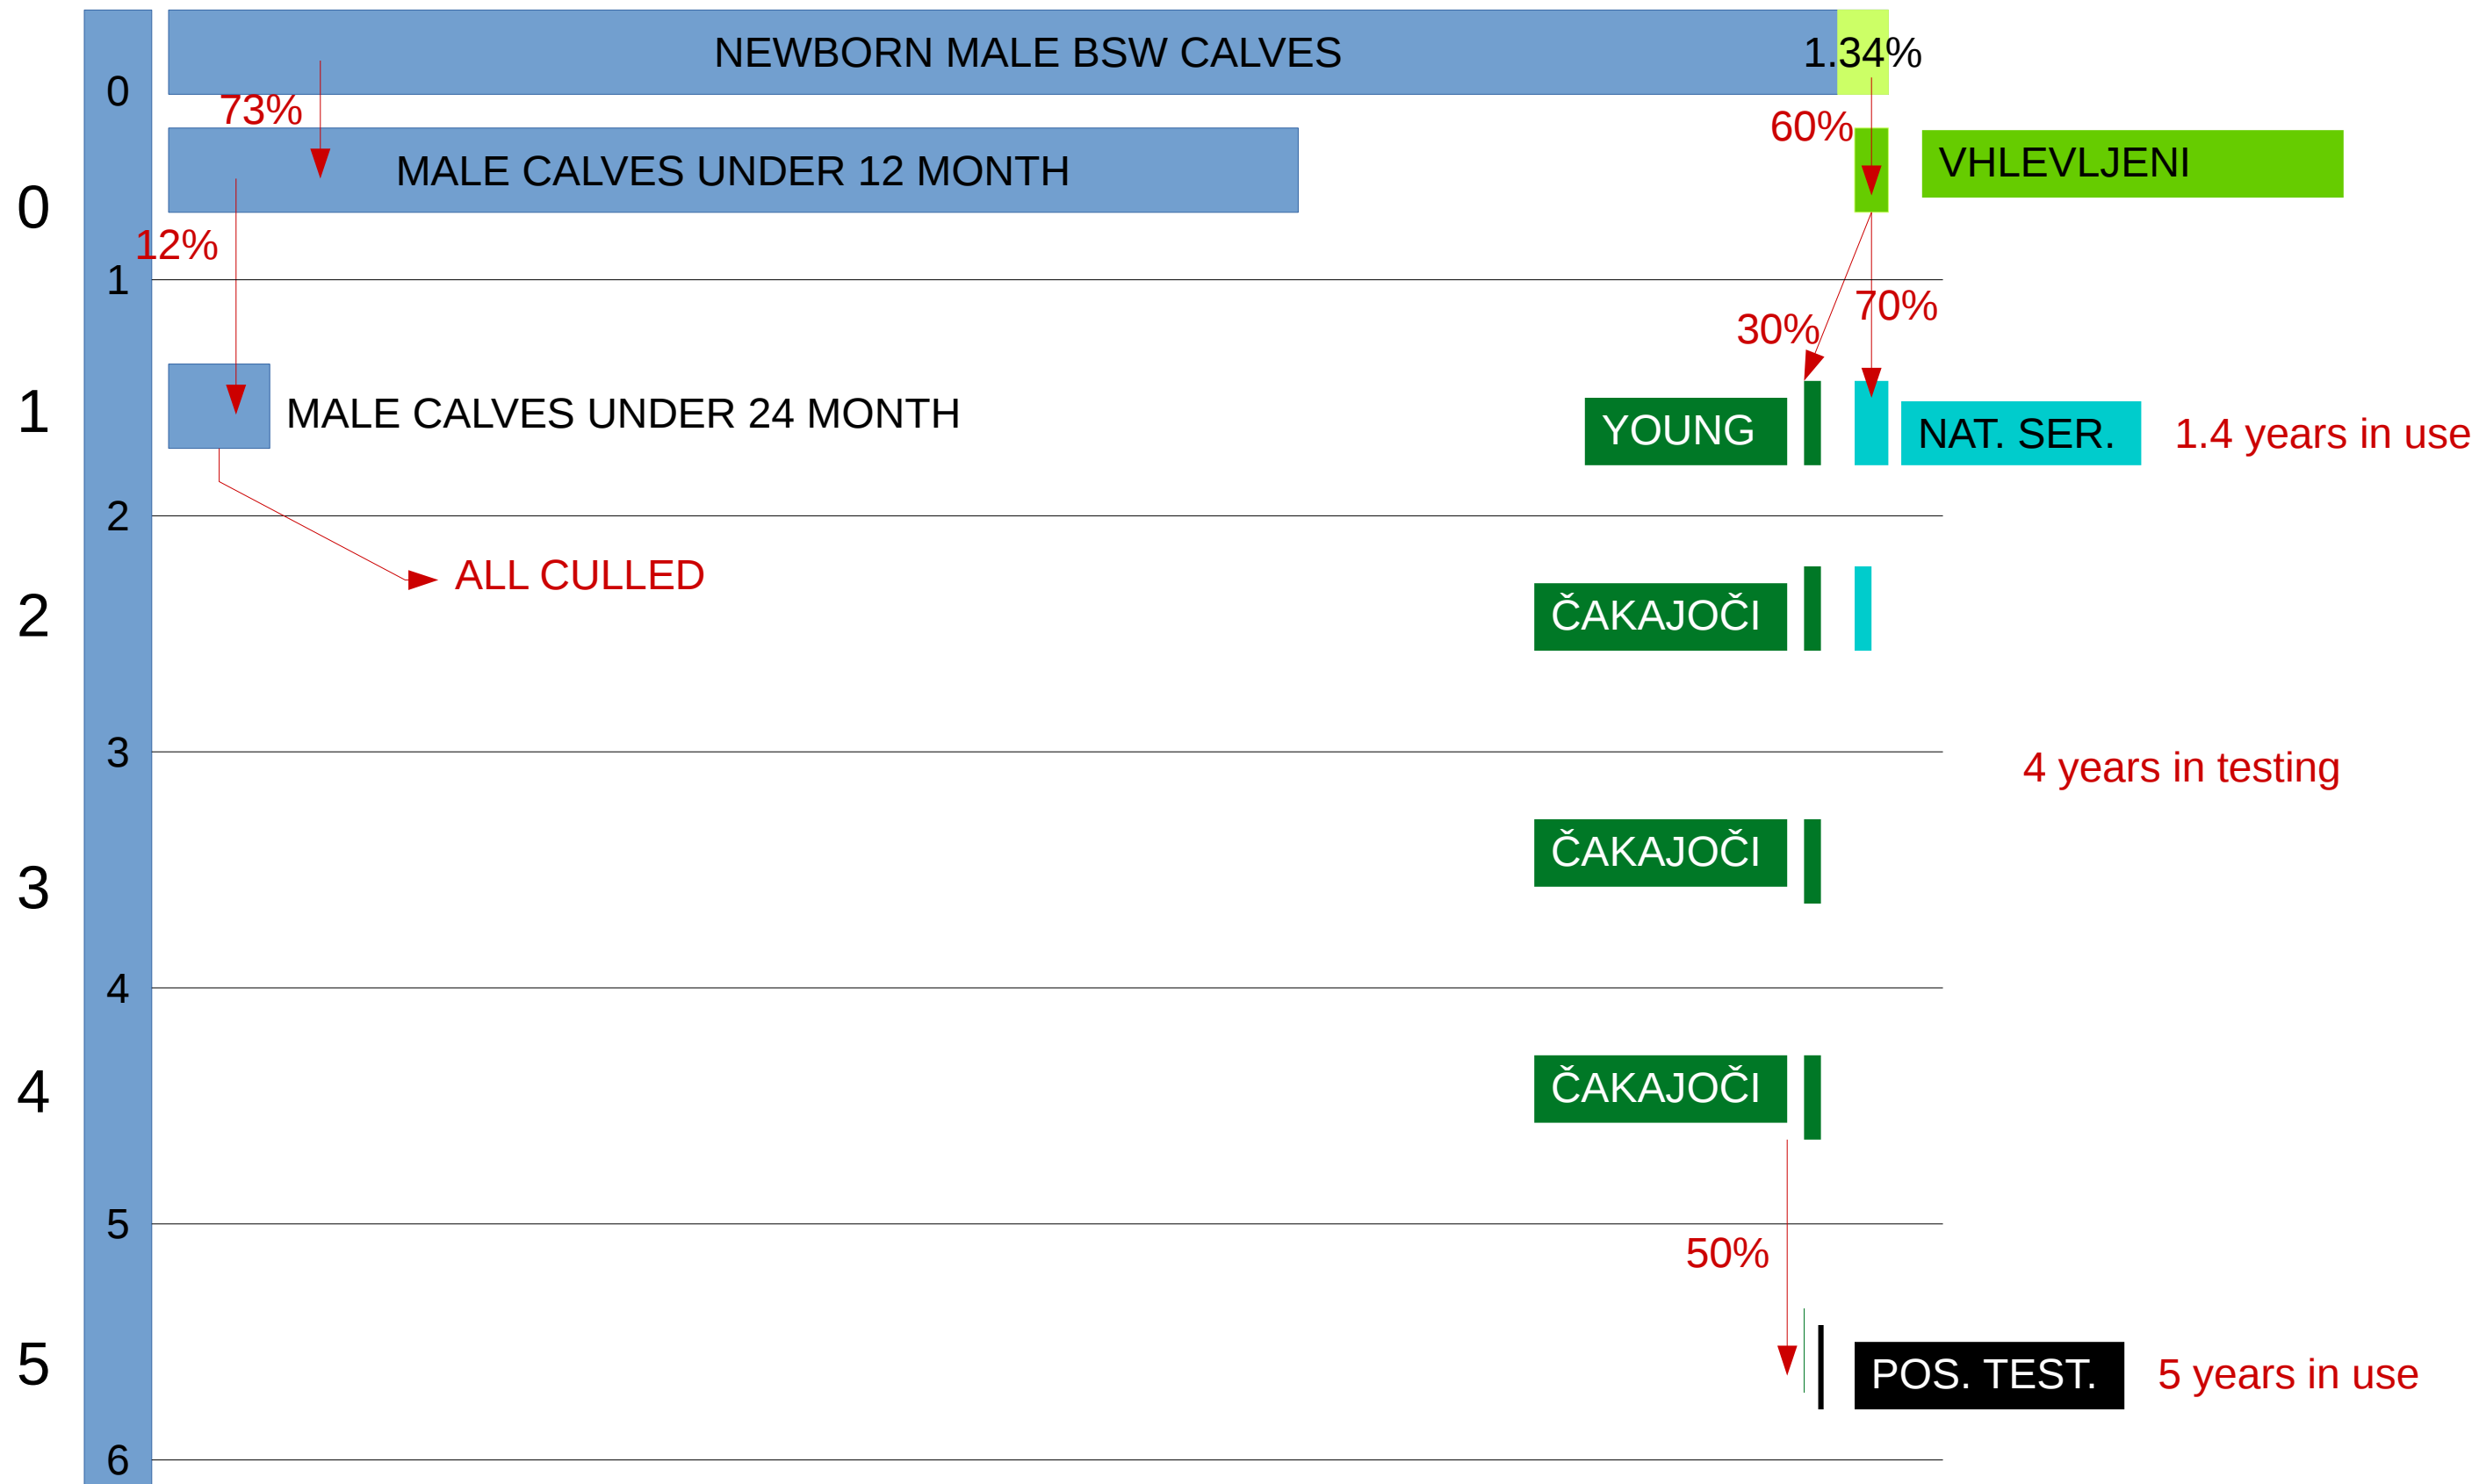 NEWBORN MALE BSW CALVES
1.34%
0
73%
60%
MALE CALVES UNDER 12 MONTH
VHLEVLJENI
0
12%
1
70%
30%
1
MALE CALVES UNDER 24 MONTH
YOUNG
NAT. SER.
1.4 years in use
2
ALL CULLED
2
ČAKAJOČI
3
4 years in testing
3
ČAKAJOČI
4
4
ČAKAJOČI
5
50%
5
POS. TEST.
5 years in use
6